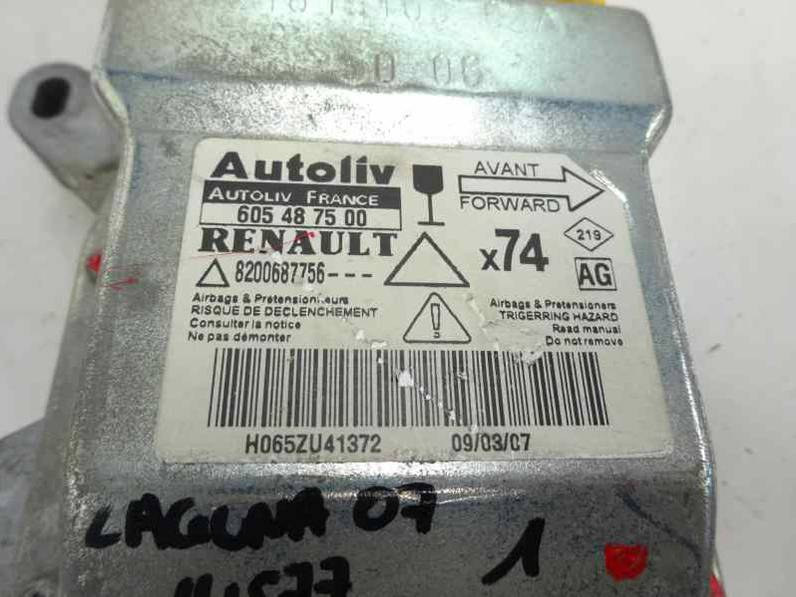 Autoliv
AUTOLIV FRANCE
605 48 75 00
RENAULT
8200687756---
AVANT
FORWARD
x74
219
AG
Airbags & Pretensionneurs
RISQUE DE DECLENCHEMENT
Consulter la notice
Ne pas démonter
Airbags & Pretensioners
TRIGERRING HAZARD
Read manual
Do not remove
H065ZU41372 09/03/07
LAGUNA 07
1